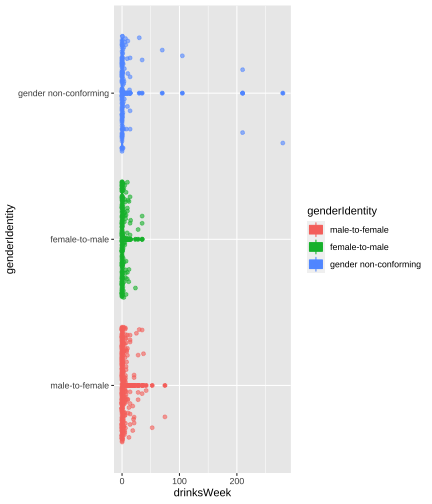 gender non-conforming
female-to-male
male-to-female
genderIdentity
0
100
200
drinksWeek
genderIdentity
male-to-female
female-to-male
gender non-conforming